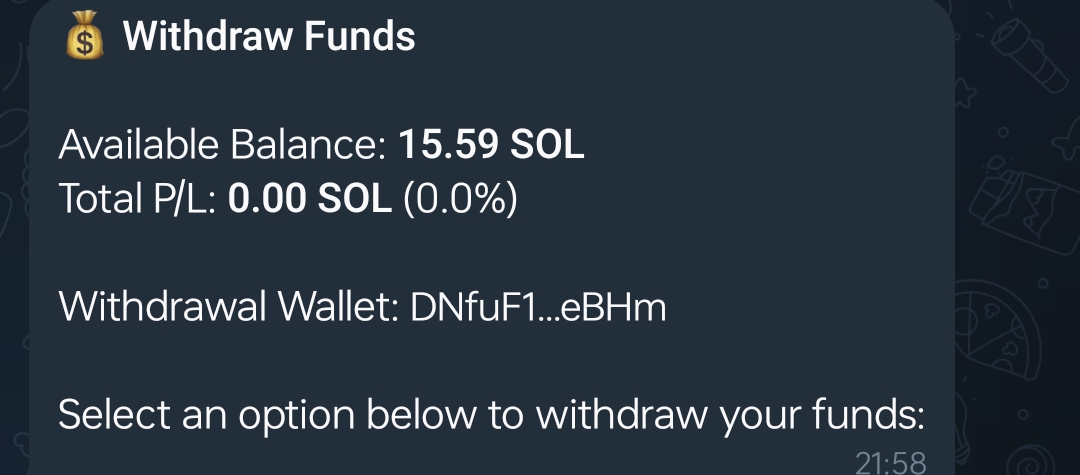 💰 Withdraw Funds
Available Balance: 15.59 SOL
Total P/L: 0.00 SOL (0.0%)
Withdrawal Wallet: DNfuF1...eBHm
Select an option below to withdraw your funds:
21:58